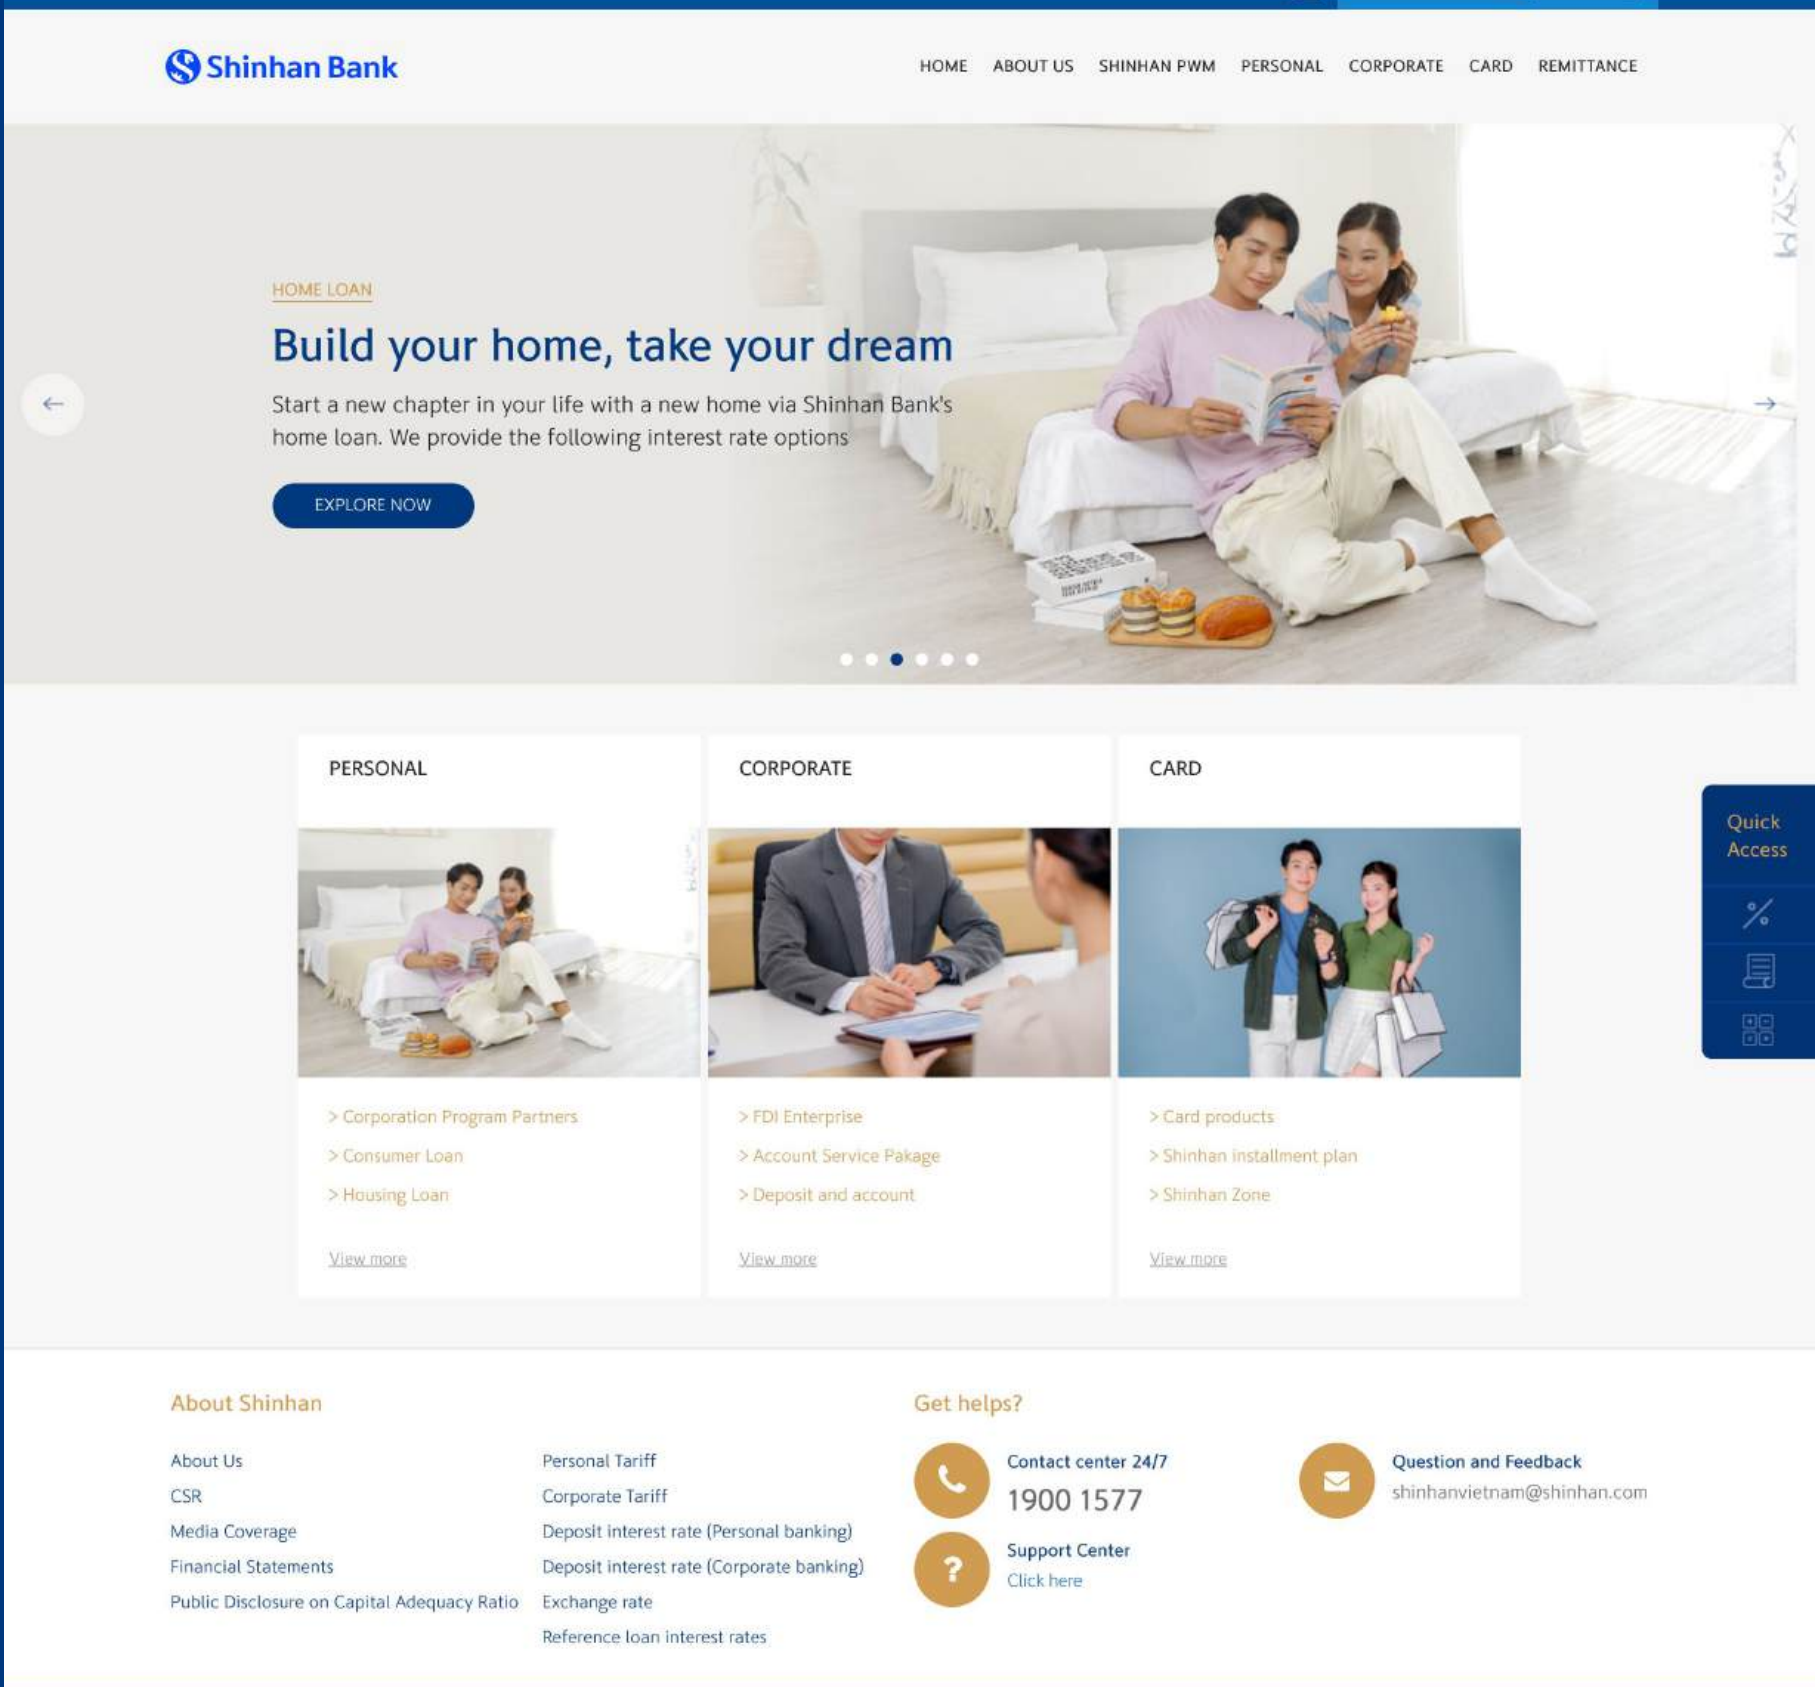 Shinhan Bank
HOME ABOUT US SHINHAN PWM PERSONAL CORPORATE CARD REMITTANCE
HOME LOAN
Build your home, take your dream
Start a new chapter in your life with a new home via Shinhan Bank's
home loan. We provide the following interest rate options
EXPLORE NOW
PERSONAL
> Corporation Program Partners
> Consumer Loan
> Housing Loan
View more
CORPORATE
> FDI Enterprise
> Account Service Pakage
> Deposit and account
View more
CARD
> Card products
> Shinhan installment plan
> Shinhan Zone
View more
Quick
Access
About Shinhan
About Us
CSR
Media Coverage
Financial Statements
Public Disclosure on Capital Adequacy Ratio
Personal Tariff
Corporate Tariff
Deposit interest rate (Personal banking)
Deposit interest rate (Corporate banking)
Exchange rate
Reference loan interest rates
Get helps?
Contact center 24/7
1900 1577
Support Center
Click here
Question and Feedback
shinhanvietnam@shinhan.com